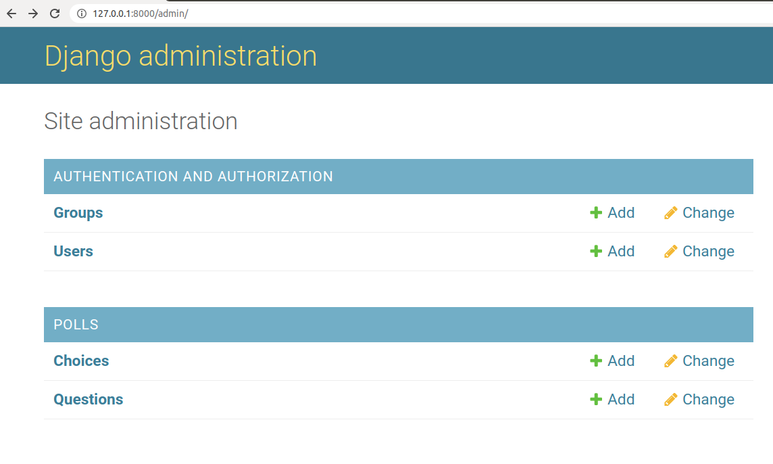 127.0.0.1:8000/admin/
Django administration
Site administration
AUTHENTICATION AND AUTHORIZATION
Groups Add Change
Users Add Change
POLLS
Choices Add Change
Questions Add Change